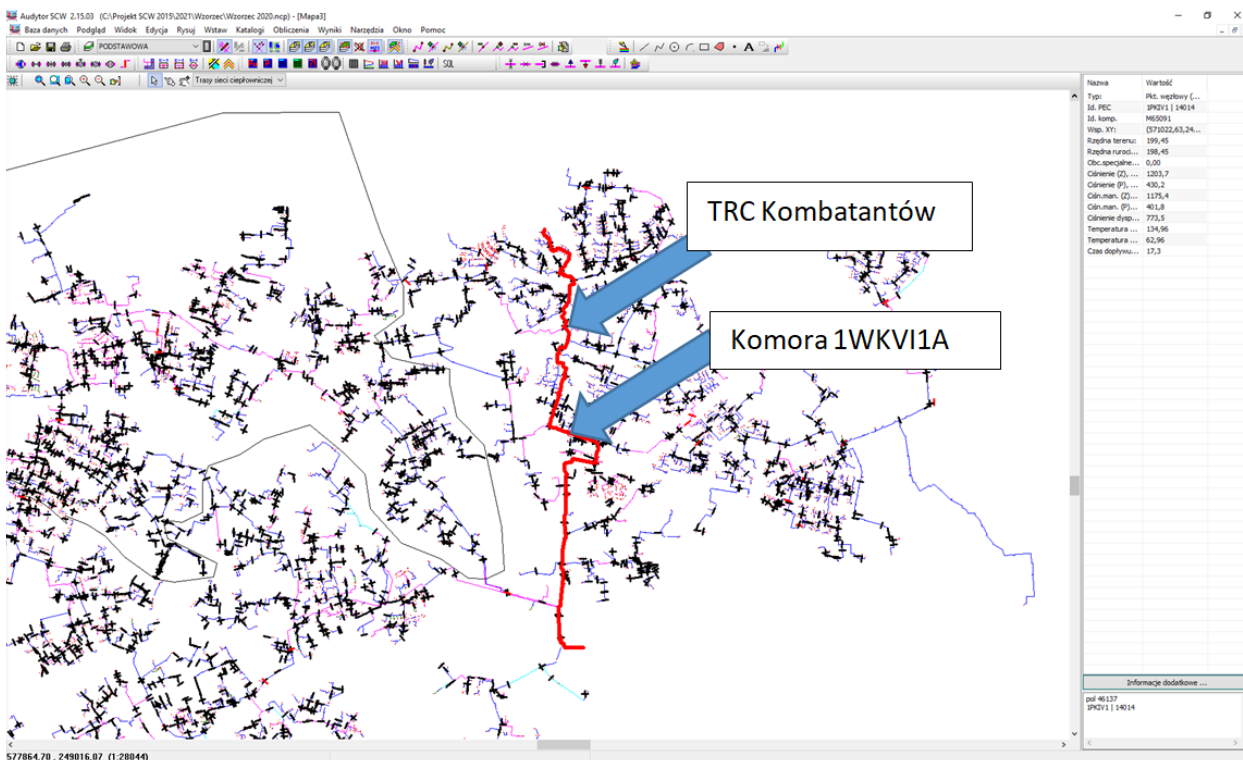 Audytor SCW 2.15.03 (C:\Projekt SCW 2015\2021\Wzorzec\Wzorzec 2020.ncp) - [Mapa3]
Baza danych Podgląd Widok Edycja Rysuj Wstaw Katalogi Obliczenia Wyniki Narzędzia Okno Pomoc
PODSTAWOWA
SQL
Trasy sieci ciepłowniczej
Nazwa Wartość
Typ: Pkt. węzłowy (...
Id. PEC 1PKIV1 | 14014
Id. komp. M65091
Wsp. XY: (571022,63,24...
Rzędna terenu: 199,45
Rzędna ruroci... 198,45
Obc.specjalne... 0,00
Ciśnienie (Z), ... 1203,7
Ciśnienie (P), ... 430,2
Ciśn.man. (Z)... 1175,4
Ciśn.man. (P)... 401,8
Ciśnienie dysp... 773,5
Temperatura ... 134,96
Temperatura ... 62,96
Czas dopływu... 17,3
TRC Kombatantów
Komora 1WKVI1A
Informacje dodatkowe ...
pol 46137
1PKIV1 | 14014
577864.70 , 249016.07 (1:28044)